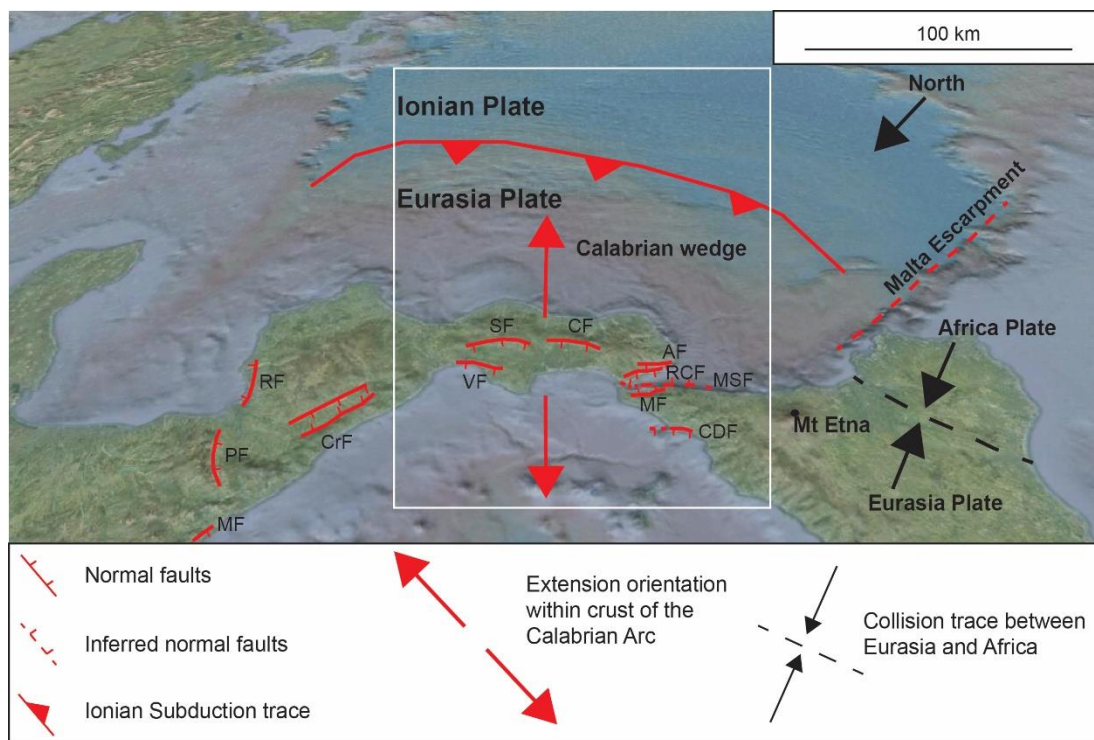 100 km
North
Ionian Plate
Eurasia Plate
Calabrian wedge
Malta Escarpment
Africa Plate
SF
CF
AF
RF
VF
RCF
MSF
MF
CrF
Mt Etna
PF
CDF
Eurasia Plate
MF
Normal faults
Inferred normal faults
Ionian Subduction trace
Extension orientation
within crust of the
Calabrian Arc
Collision trace between
Eurasia and Africa